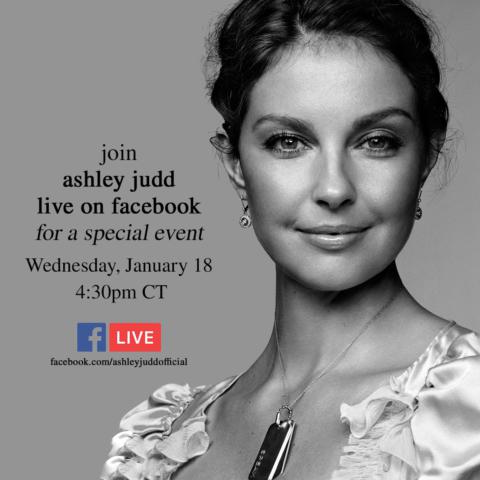 join
ashley judd
live on facebook
for a special event
Wednesday, January 18
4:30pm CT
f LIVE
facebook.com/ashleyjuddofficial